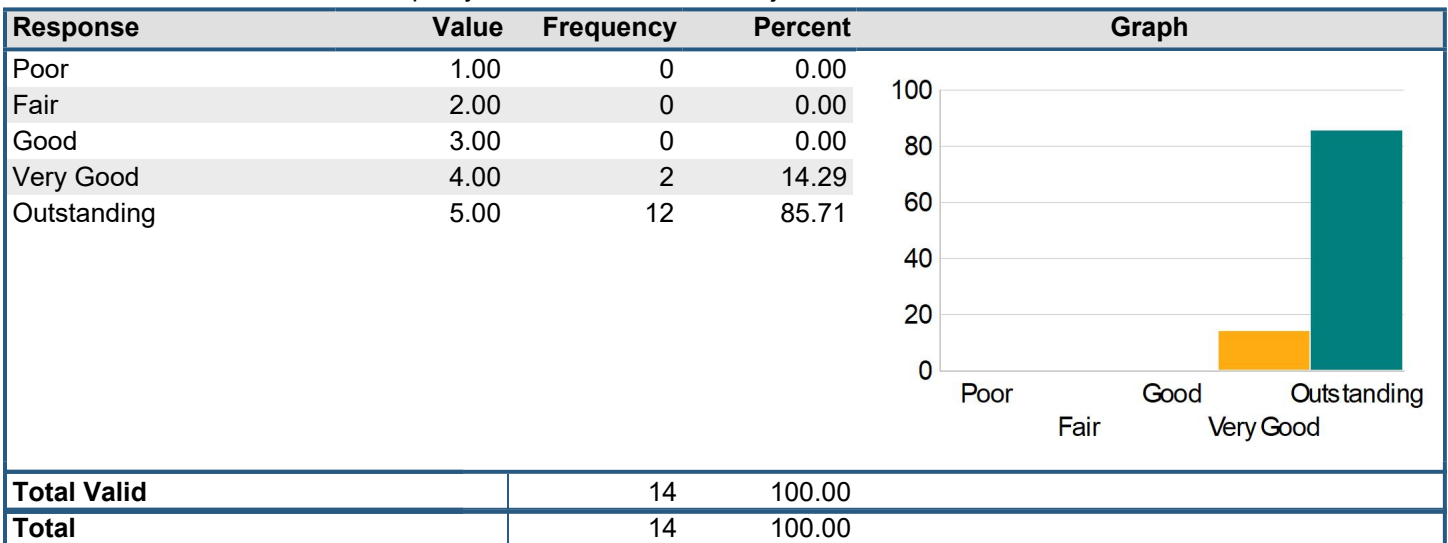 Response Value Frequency Percent Graph
Poor 1.00 0 0.00
Fair 2.00 0 0.00
Good 3.00 0 0.00
Very Good 4.00 2 14.29
Outstanding 5.00 12 85.71
100
80
60
40
20
0
Poor Good Outstanding
Fair Very Good
Total Valid 14 100.00
Total 14 100.00